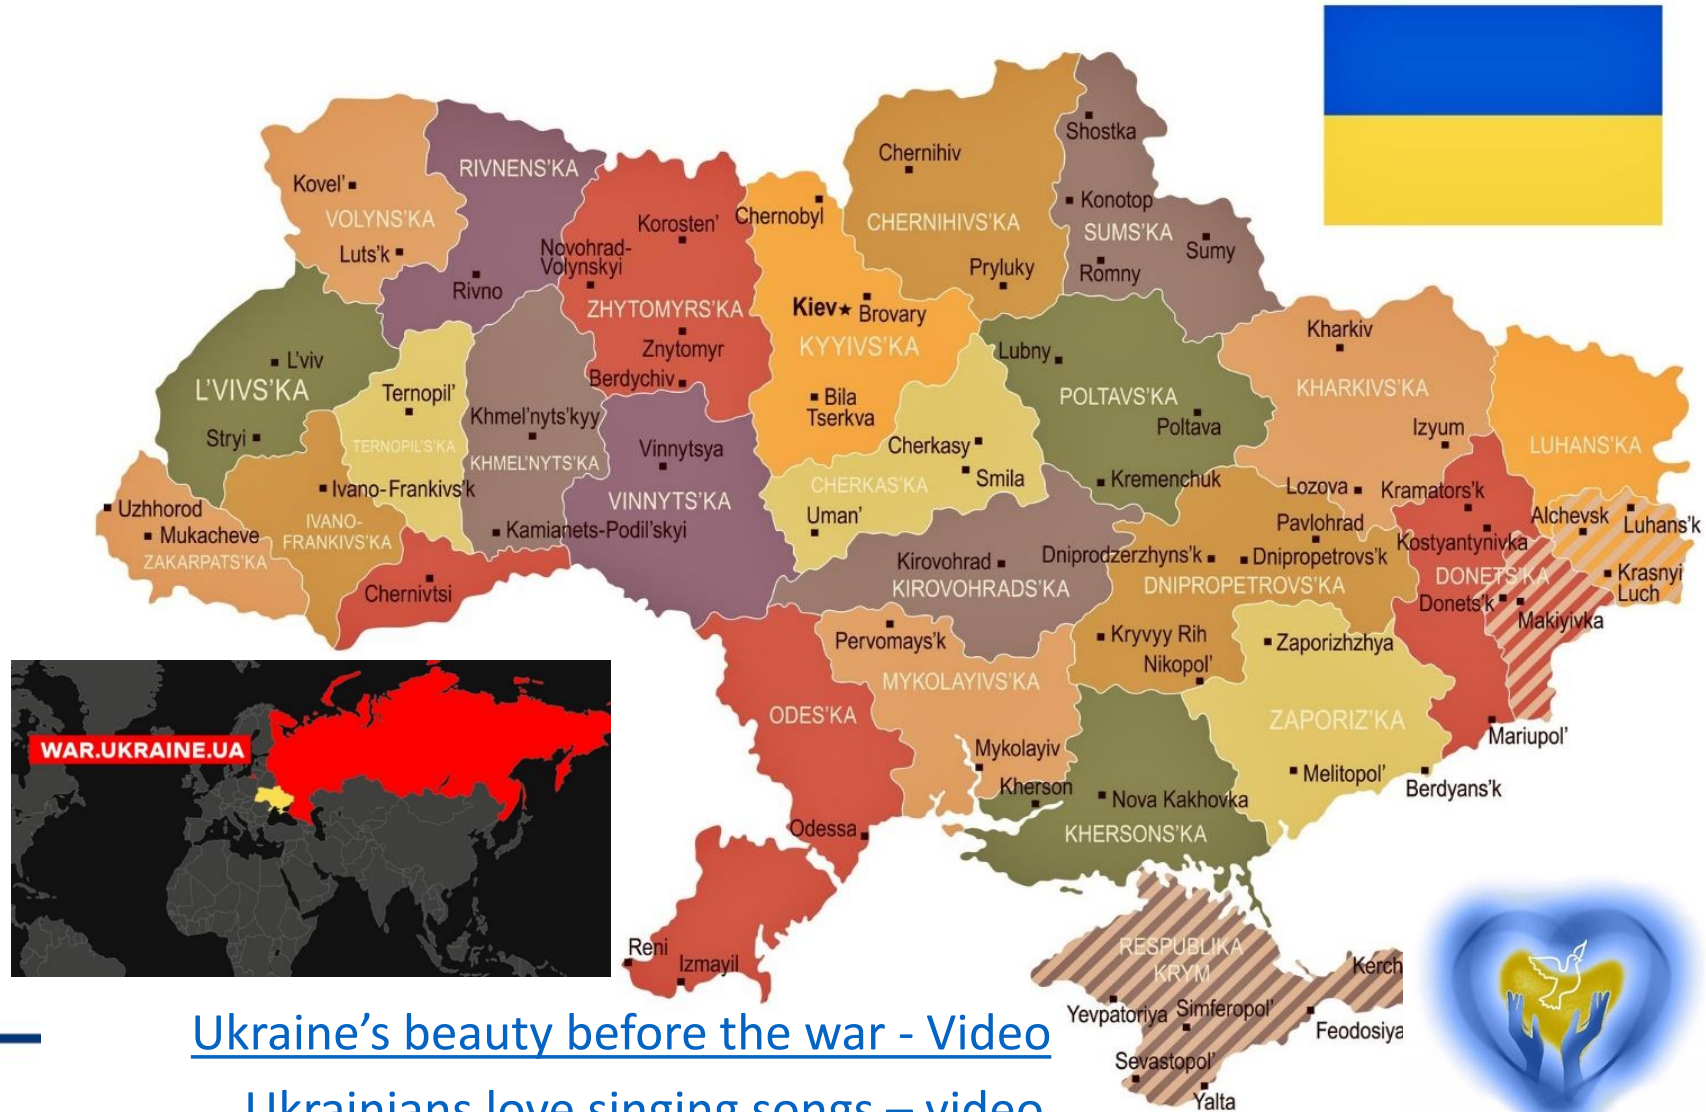 Shostka
Chernihiv
RIVNENS'KA
Kovel'
Konotop
VOLYNS'KA
Chernobyl
Korosten'
CHERNIHIVS'KA
SUMS'KA
Sumy
Luts'k
Novohrad-
Volynskyi
Pryluky
Romny
Rivno
ZHYTOMYRS'KA
Kiev
Brovary
Kharkiv
Znytomyr
KYYIVS'KA
Lubny
L'viv
L'VIVS'KA
Ternopil'
Berdychiv
Bila
Tserkva
POLTAVS'KA
KHARKIVS'KA
Khmel'nyts'kyy
Poltava
Izyum
Stryi
TERNOPIL'S'KA
KHMEL'NYTS'KA
Vinnytsya
Cherkasy
LUHANS'KA
Ivano-Frankivs'k
VINNYTS'KA
CHERKAS'KA
Smila
Kremenchuk
Lozova
Kramators'k
Uzhhorod
Mukacheve
IVANO-
FRANKIVS'KA
Kamianets-Podil'skyi
Uman'
Pavlohrad
Alchevsk
Luhans'k
ZAKARPATS'KA
Kirovohrad
Dniprodzerzhyns'k
Dnipropetrovs'k
Kostyantynivka
Chernivtsi
KIROVOHRADS'KA
DNIPROPETROVS'KA
DONETS'KA
Krasnyi
Luch
Donets'k
Makiyivka
Pervomays'k
Kryvyy Rih
Zaporizhzhya
Nikopol'
MYKOLAYIVS'KA
ODES'KA
ZAPORIZ'KA
Mariupol'
WAR.UKRAINE.UA
Mykolayiv
Kherson
Melitopol'
Berdyans'k
Nova Kakhovka
Odessa
KHERSONS'KA
Reni
Izmayil
RESPUBLIKA
KRYM
Kerch
Yevpatoriya
Simferopol'
Feodosiya
Sevastopol'
Yalta
Ukraine’s beauty before the war - Video
Ukrainians love singing songs – video